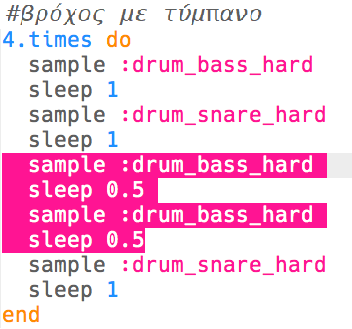 #βρόχος με τύμπανο
4.times do
  sample :drum_bass_hard
  sleep 1
  sample :drum_snare_hard
  sleep 1
  sample :drum_bass_hard
  sleep 0.5
  sample :drum_bass_hard
  sleep 0.5
  sample :drum_snare_hard
  sleep 1
end